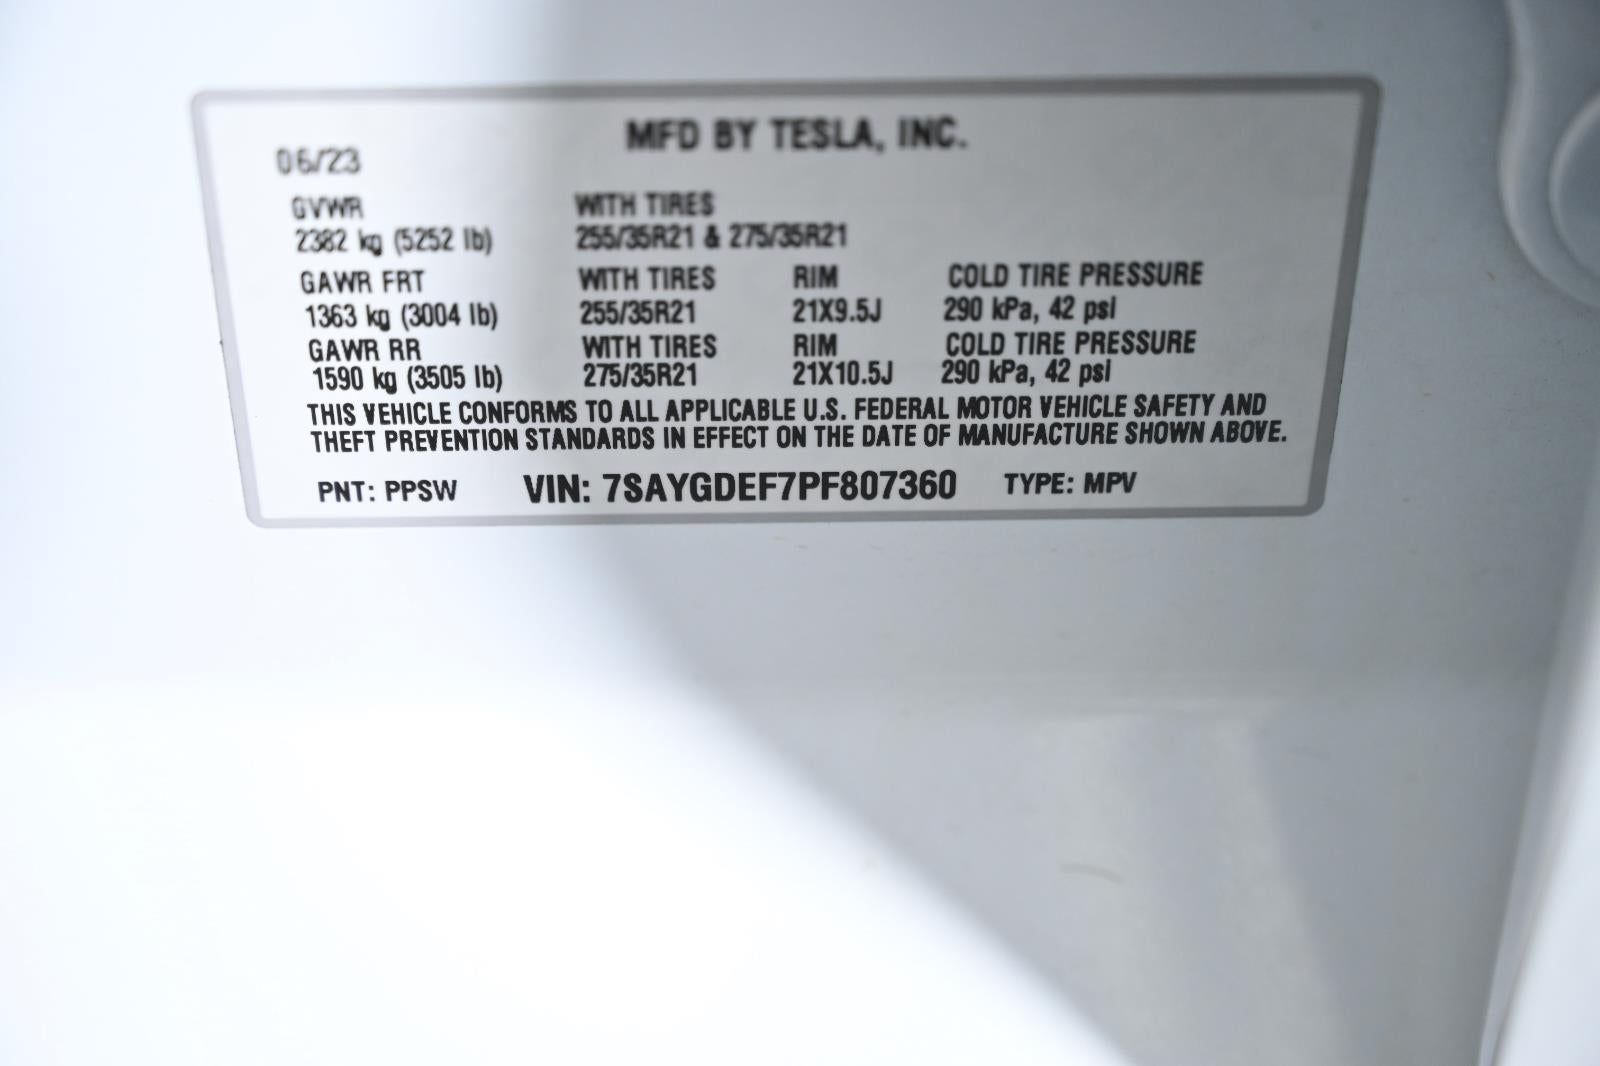 MFD BY TESLA, INC.
06/23
GVWR WITH TIRES
2382 kg (5252 lb) 255/35R21 & 275/35R21
GAWR FRT WITH TIRES RIM COLD TIRE PRESSURE
1363 kg (3004 lb) 255/35R21 21X9.5J 290 kPa, 42 psi
GAWR RR WITH TIRES RIM COLD TIRE PRESSURE
1590 kg (3505 lb) 275/35R21 21X10.5J 290 kPa, 42 psi
THIS VEHICLE CONFORMS TO ALL APPLICABLE U.S. FEDERAL MOTOR VEHICLE SAFETY AND
THEFT PREVENTION STANDARDS IN EFFECT ON THE DATE OF MANUFACTURE SHOWN ABOVE.
PNT: PPSW VIN: 7SAYGDEF7PF807360 TYPE: MPV